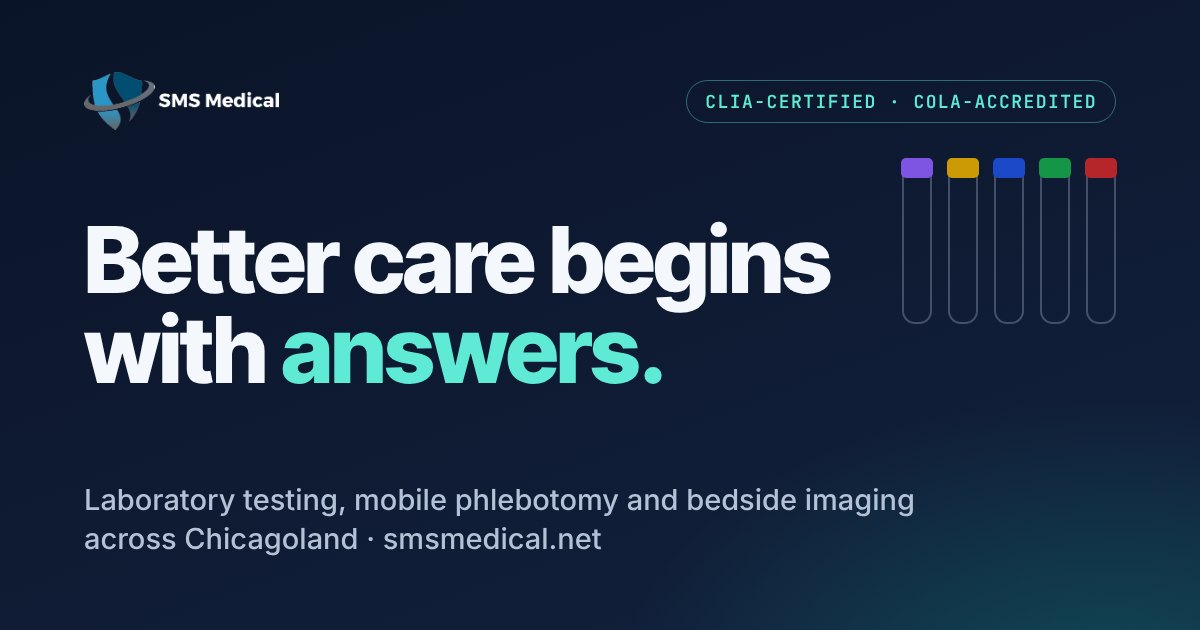 SMS Medical
CLIA-CERTIFIED · COLA-ACCREDITED
Better care begins
with answers.
Laboratory testing, mobile phlebotomy and bedside imaging
across Chicagoland · smsmedical.net